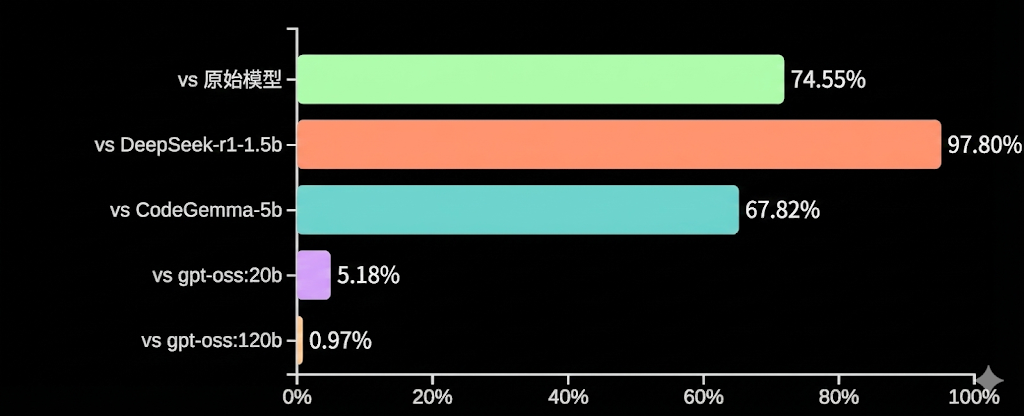 vs 原始模型 74.55%
vs DeepSeek-r1-1.5b 97.80%
vs CodeGemma-5b 67.82%
vs gpt-oss:20b 5.18%
vs gpt-oss:120b 0.97%
0% 20% 40% 60% 80% 100%